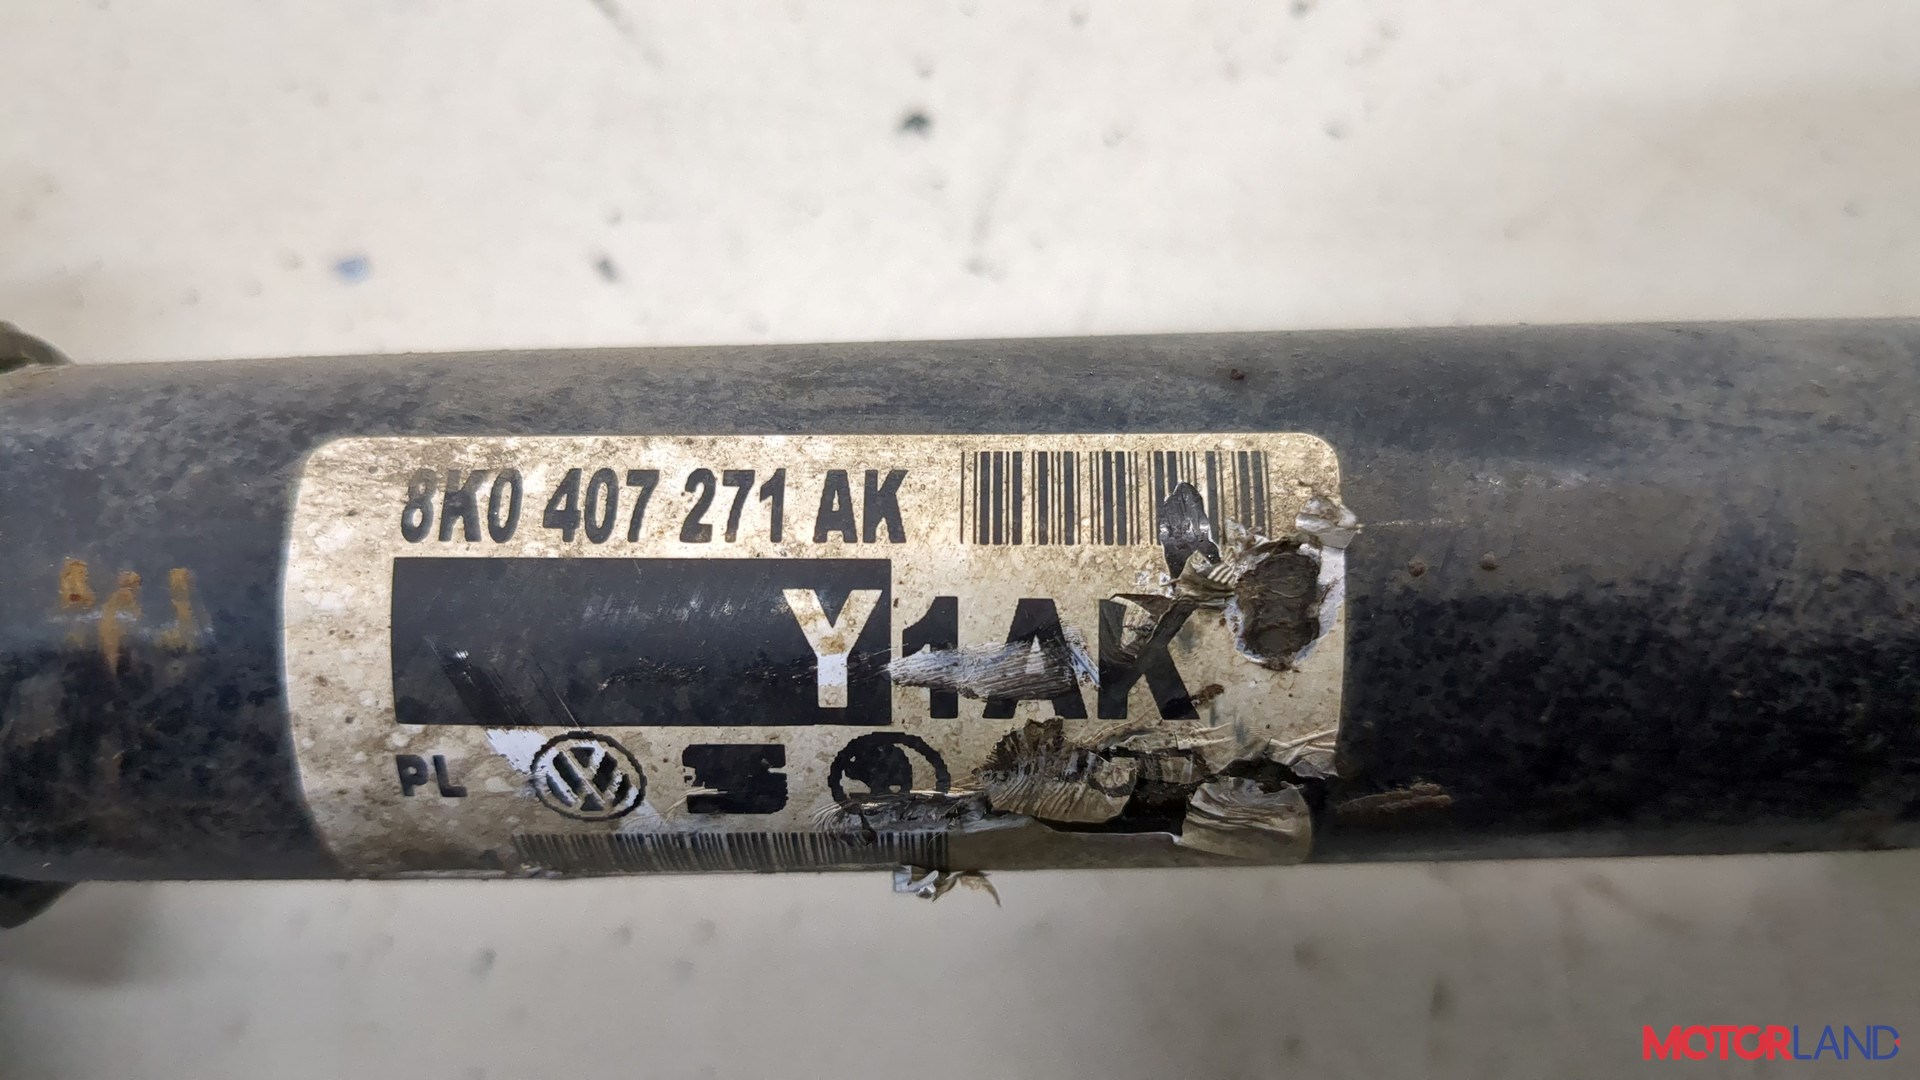 8K0 407 271 AK
Y1AK
PL
MOTORLAND